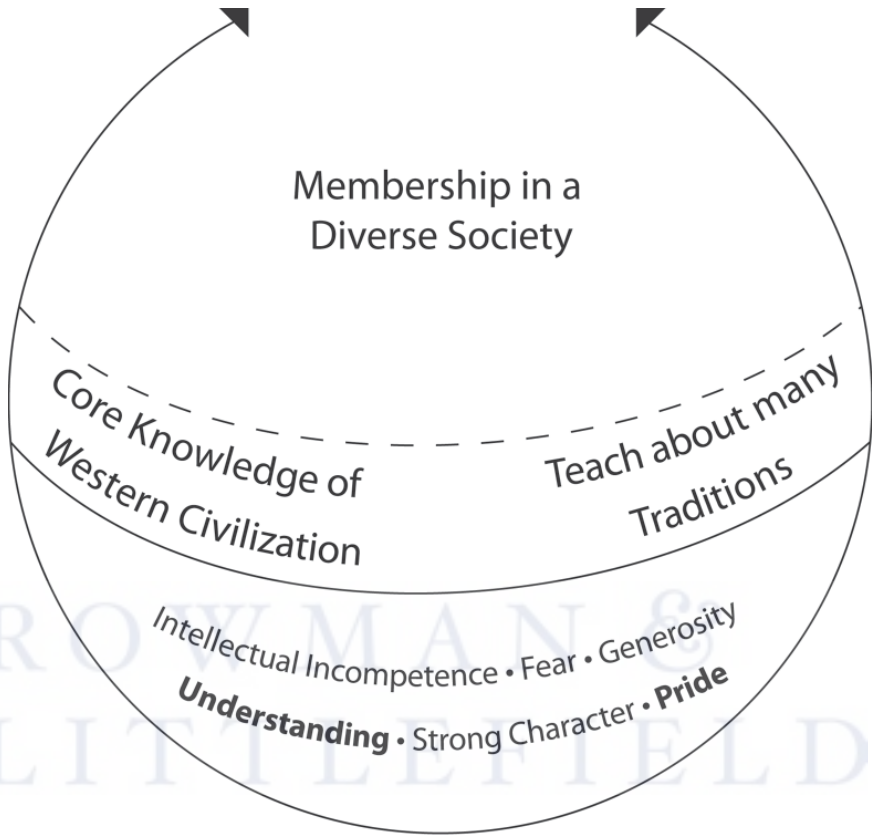 Membership in a
Diverse Society
Core Knowledge of
Western Civilization
Teach about many
Traditions
Intellectual Incompetence • Fear • Generosity
Understanding • Strong Character • Pride
ROWMAN &
LITTLEFIELD